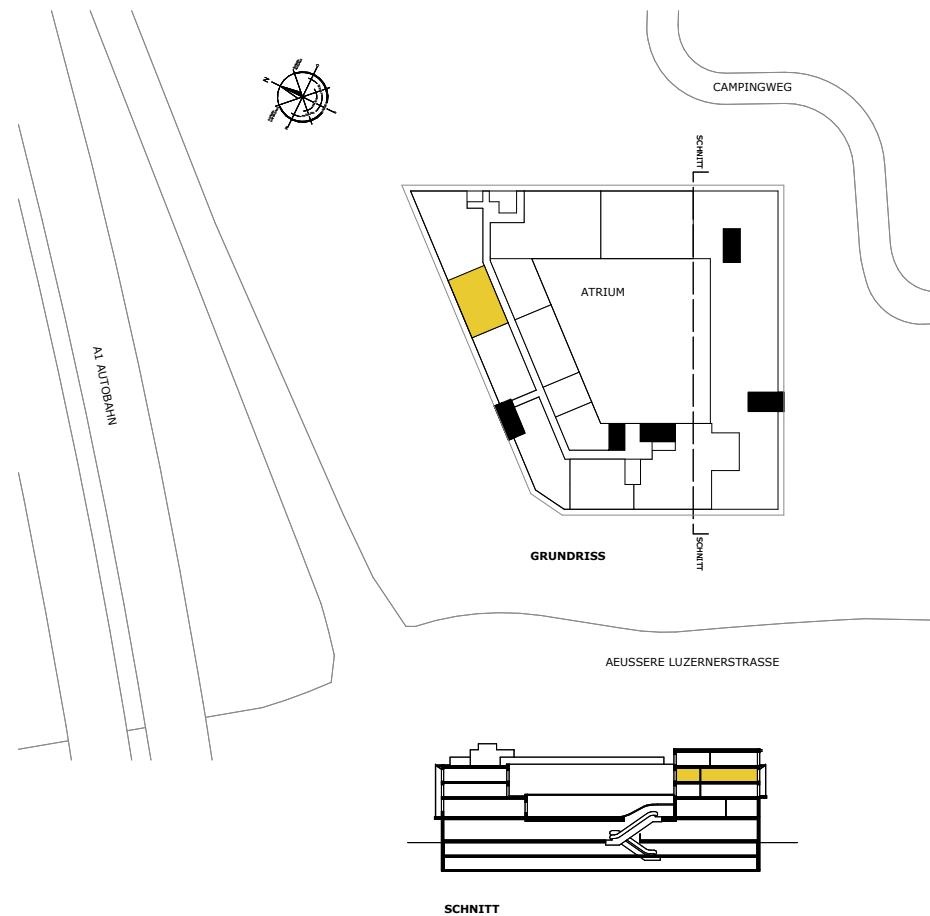 CAMPINGWEG
N
SCHNITT
ATRIUM
A1 AUTOBAHN
SCHNITT
GRUNDRISS
AEUSSERE LUZERNERSTRASSE
SCHNITT